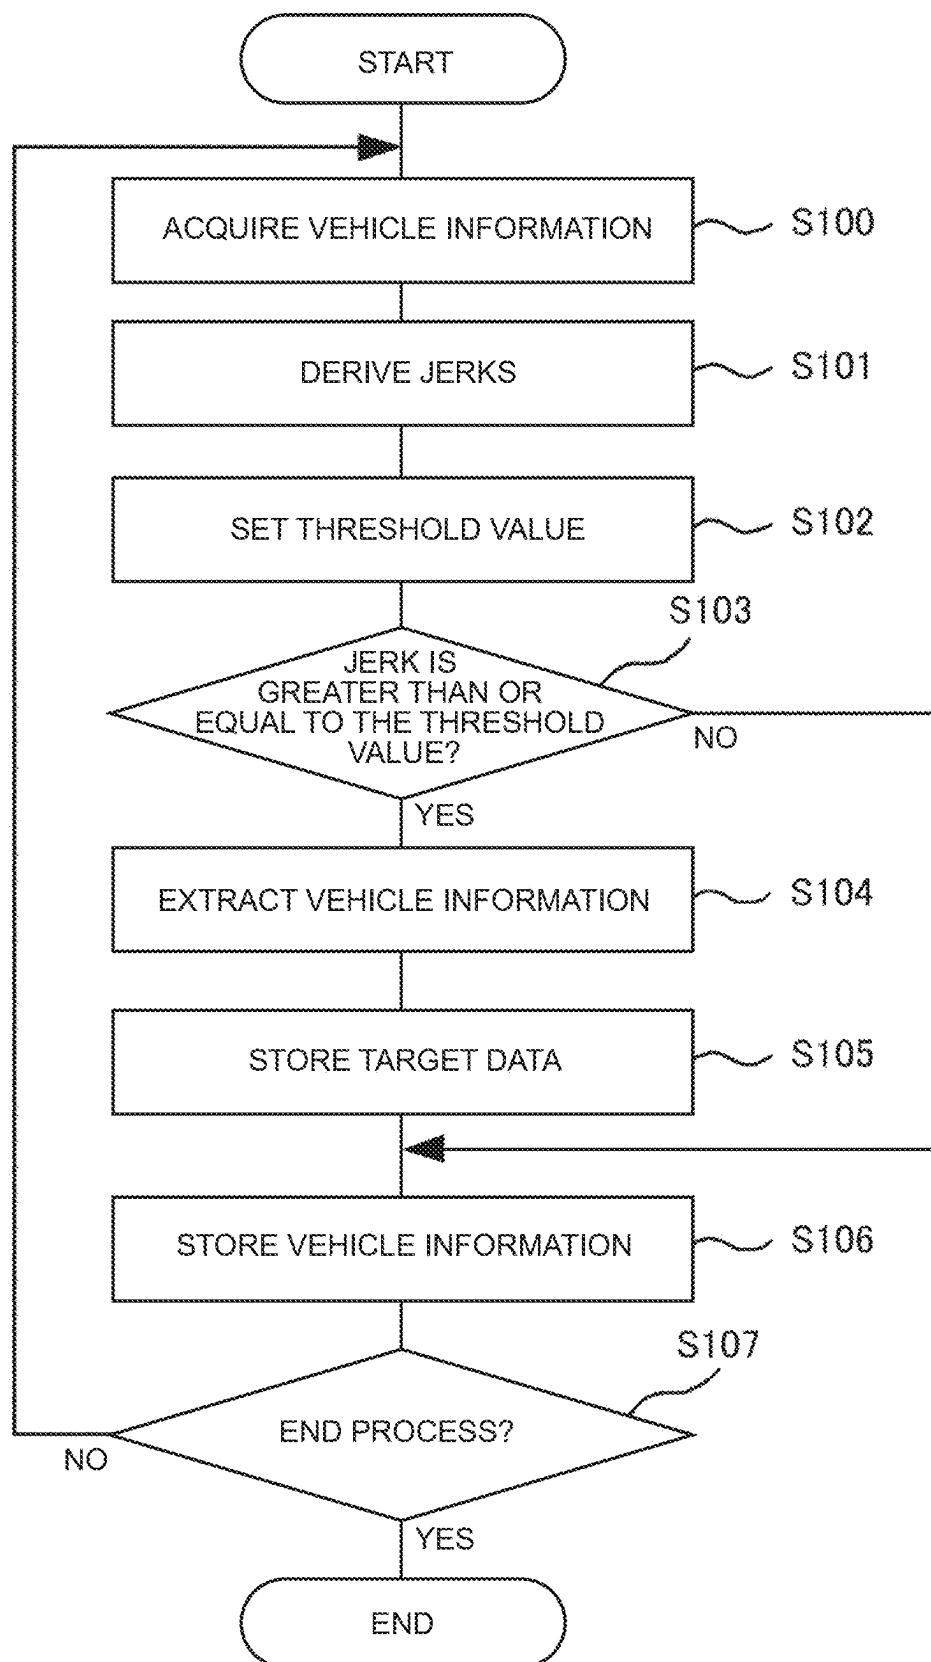 START
ACQUIRE VEHICLE INFORMATION
S100
DERIVE JERKS
S101
SET THRESHOLD VALUE
S102
S103
JERK IS
GREATER THAN OR
EQUAL TO THE THRESHOLD
VALUE?
NO
YES
EXTRACT VEHICLE INFORMATION
S104
STORE TARGET DATA
S105
STORE VEHICLE INFORMATION
S106
S107
END PROCESS?
NO
YES
END